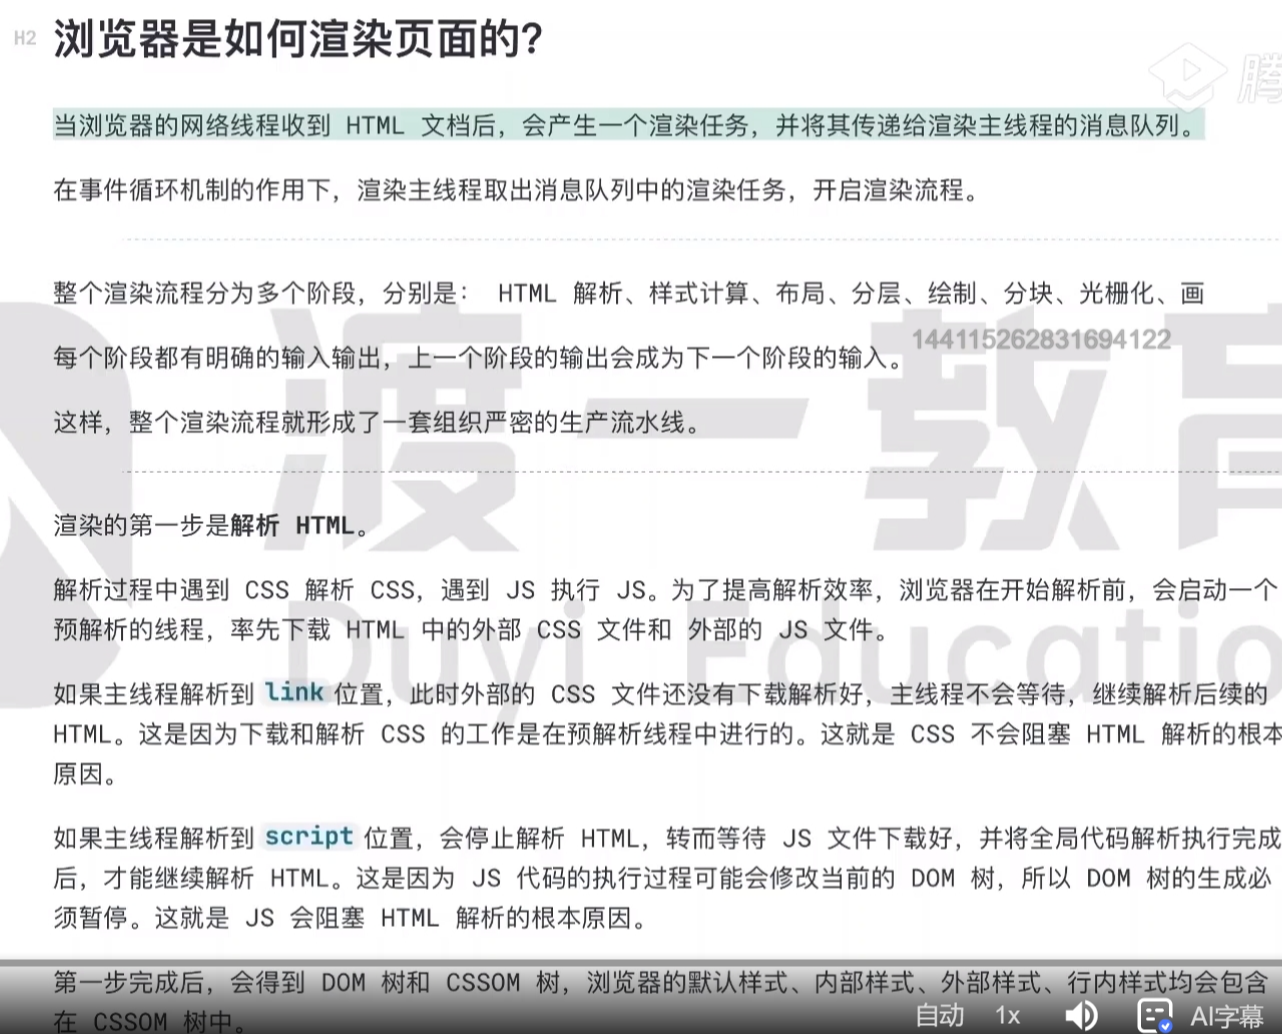 H2 浏览器是如何渲染页面的?
腾
当浏览器的网络线程收到 HTML 文档后，会产生一个渲染任务，并将其传递给渲染主线程的消息队列。
在事件循环机制的作用下，渲染主线程取出消息队列中的渲染任务，开启渲染流程。
整个渲染流程分为多个阶段，分别是： HTML 解析、样式计算、布局、分层、绘制、分块、光栅化、画
144115262831694122
每个阶段都有明确的输入输出，上一个阶段的输出会成为下一个阶段的输入。
这样，整个渲染流程就形成了一套组织严密的生产流水线。
渡一教育
渲染的第一步是解析 HTML。
解析过程中遇到 CSS 解析 CSS，遇到 JS 执行 JS。为了提高解析效率，浏览器在开始解析前，会启动一个
预解析的线程，率先下载 HTML 中的外部 CSS 文件和 外部的 JS 文件。
Duyi Educatio
如果主线程解析到 link 位置，此时外部的 CSS 文件还没有下载解析好，主线程不会等待，继续解析后续的
HTML。这是因为下载和解析 CSS 的工作是在预解析线程中进行的。这就是 CSS 不会阻塞 HTML 解析的根本
原因。
如果主线程解析到 script 位置，会停止解析 HTML，转而等待 JS 文件下载好，并将全局代码解析执行完成
后，才能继续解析 HTML。这是因为 JS 代码的执行过程可能会修改当前的 DOM 树，所以 DOM 树的生成必
须暂停。这就是 JS 会阻塞 HTML 解析的根本原因。
第一步完成后，会得到 DOM 树和 CSSOM 树，浏览器的默认样式、内部样式、外部样式、行内样式均会包含
在 CSSOM 树中。
自动 1x AI字幕